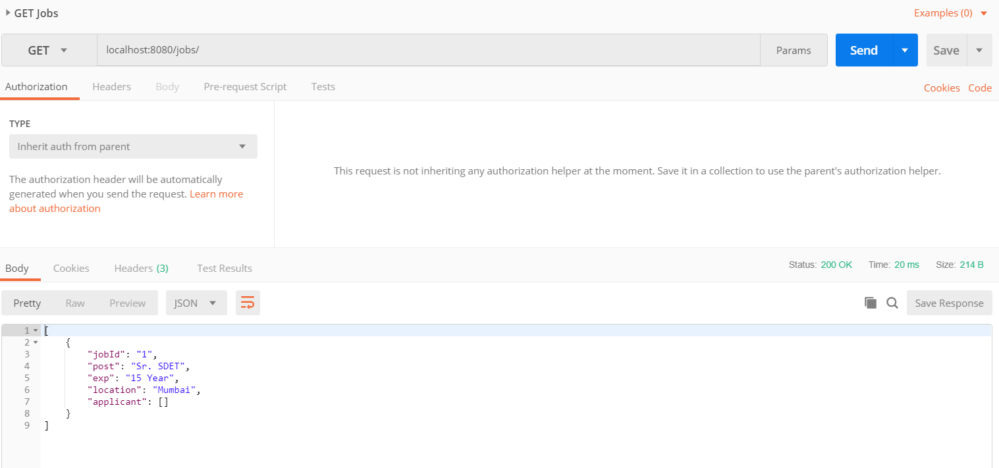 GET Jobs
Examples (0)
GET
localhost:8080/jobs/
Params
Send
Save
Authorization
Headers
Body
Pre-request Script
Tests
Cookies
Code
TYPE
Inherit auth from parent
The authorization header will be automatically
generated when you send the request. Learn more
about authorization
This request is not inheriting any authorization helper at the moment. Save it in a collection to use the parent's authorization helper.
Body
Cookies
Headers (3)
Test Results
Status: 200 OK
Time: 20 ms
Size: 214 B
Pretty
Raw
Preview
JSON
Save Response
1 [
2 {
3 "jobId": "1",
4 "post": "Sr. SDET",
5 "exp": "15 Year",
6 "location": "Mumbai",
7 "applicant": []
8 }
9 ]